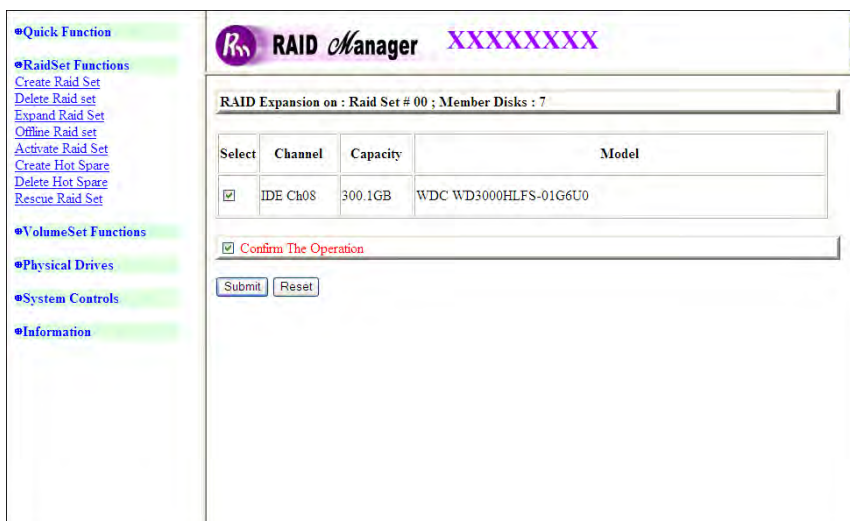 Quick Function
RaidSet Functions
Create Raid Set
Delete Raid set
Expand Raid Set
Offline Raid set
Activate Raid Set
Create Hot Spare
Delete Hot Spare
Rescue Raid Set
VolumeSet Functions
Physical Drives
System Controls
Information
Rm RAID Manager XXXXXXXX
RAID Expansion on : Raid Set # 00 ; Member Disks : 7
Select Channel Capacity Model
IDE Ch08 300.1GB WDC WD3000HLFS-01G6U0
Confirm The Operation
Submit Reset